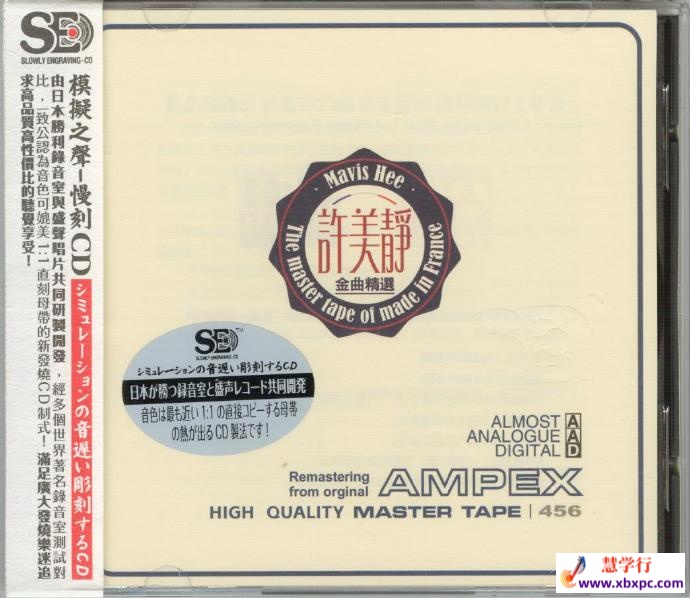 SE
SLOWLY ENGRAVING-CD
模擬之聲-慢刻CD
シミュレーションの音遅い彫刻するCD
由日本勝利錄音室與盛聲唱片共同研製開發，經多個世界著名錄音室測試對
比，一致公認為音色可媲美1:1直刻母帶的新發燒CD制式！滿足廣大發燒樂迷追
求高品質高性價比的聽覺享受！
· Mavis Hee ·
許美靜
金曲精選
The master tape of made in France
SE
TM
SLOWLY ENGRAVING-CD
シミュレーションの音遅い彫刻するCD
日本が勝つ録音室と盛声レコード共同開発
音色は最も近い1:1の直接コピーする母帯
の熱が出るCD製法です！
ALMOST A
ANALOGUE A
DIGITAL D
Remastering
from orginal AMPEX
HIGH QUALITY MASTER TAPE | 456
慧学行
www.xbxpc.com